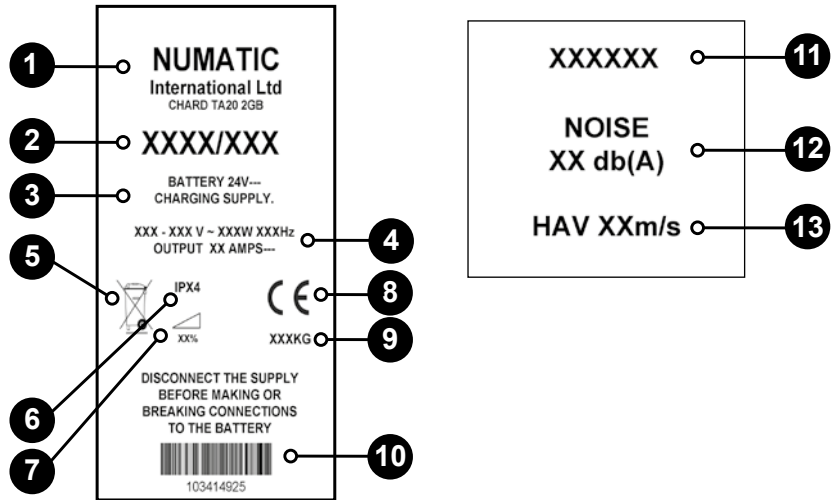 1
NUMATIC
International Ltd
CHARD TA20 2GB
2
XXXX/XXX
3
BATTERY 24V---
CHARGING SUPPLY.
XXX - XXX V ~ XXXW XXXHz
OUTPUT XX AMPS---
4
5
IPX4
6
XX%
7
CE
8
XXXKG
9
DISCONNECT THE SUPPLY
BEFORE MAKING OR
BREAKING CONNECTIONS
TO THE BATTERY
10
103414925
XXXXXX
11
NOISE
XX db(A)
12
HAV XXm/s
13